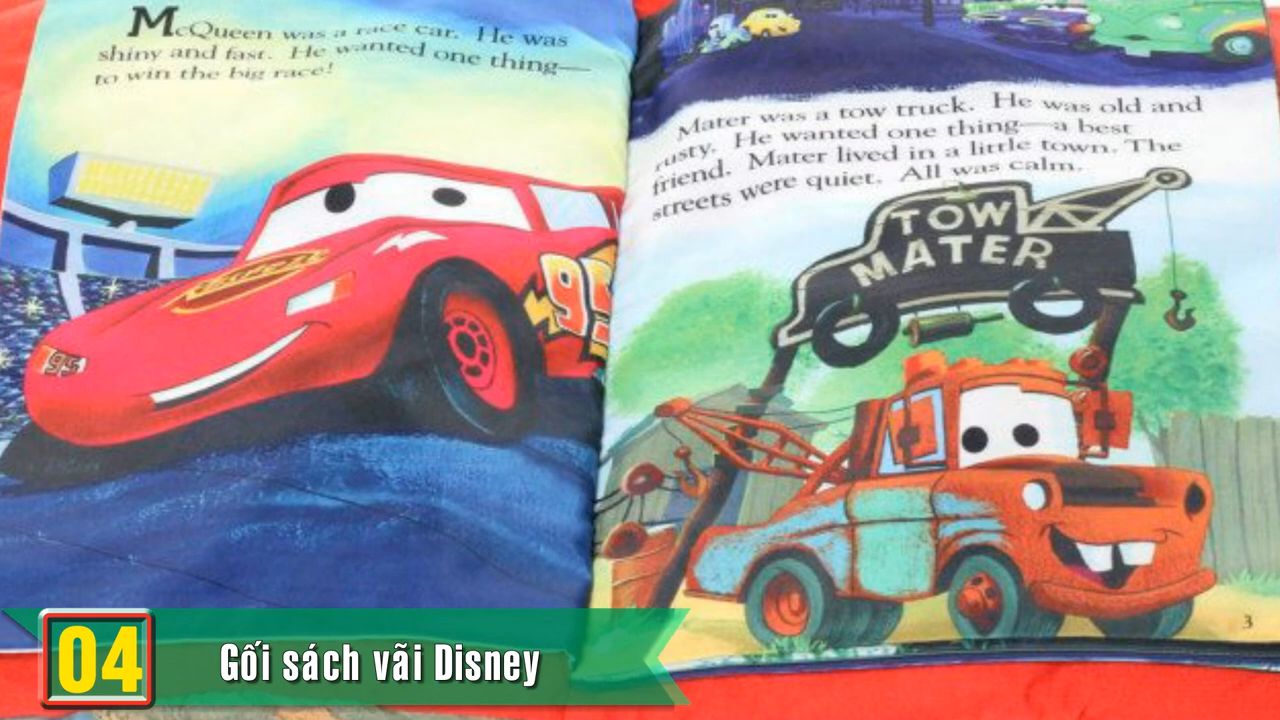 McQueen was a race car. He was
shiny and fast. He wanted one thing—
to win the big race!
Mater was a tow truck. He was old and
rusty. He wanted one thing—a best
friend. Mater lived in a little town. The
streets were quiet. All was calm.
TOW
MATER
95
95
3
04
Gối sách vãi Disney